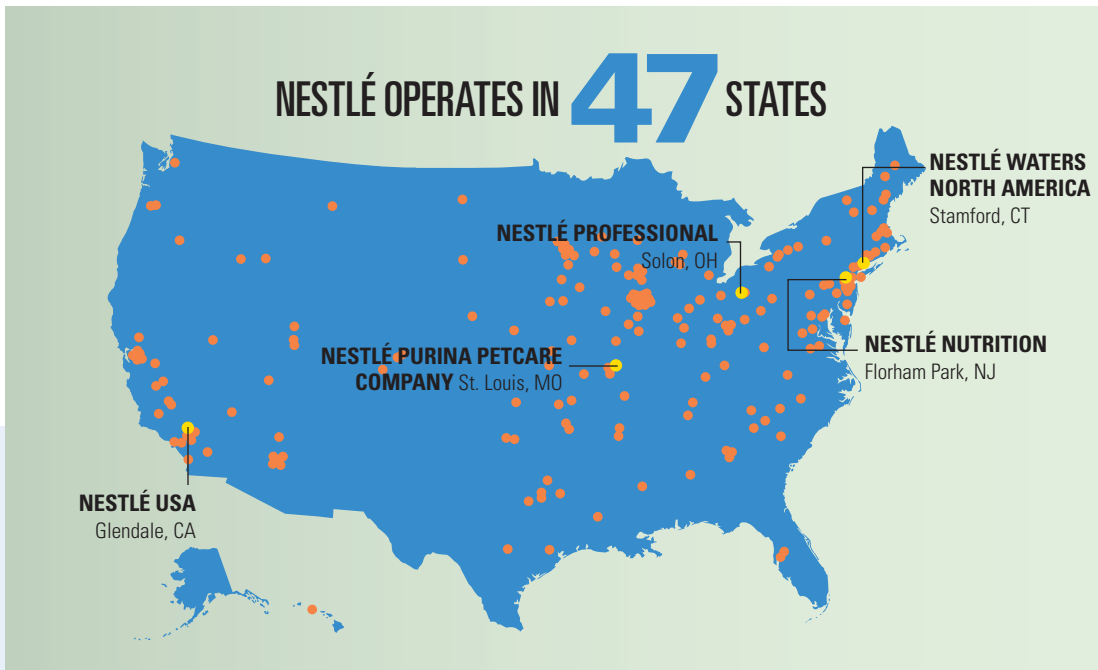 NESTLÉ OPERATES IN 47 STATES
NESTLÉ WATERS
NORTH AMERICA
Stamford, CT
NESTLÉ PROFESSIONAL
Solon, OH
NESTLÉ NUTRITION
Florham Park, NJ
NESTLÉ PURINA PETCARE
COMPANY St. Louis, MO
NESTLÉ USA
Glendale, CA